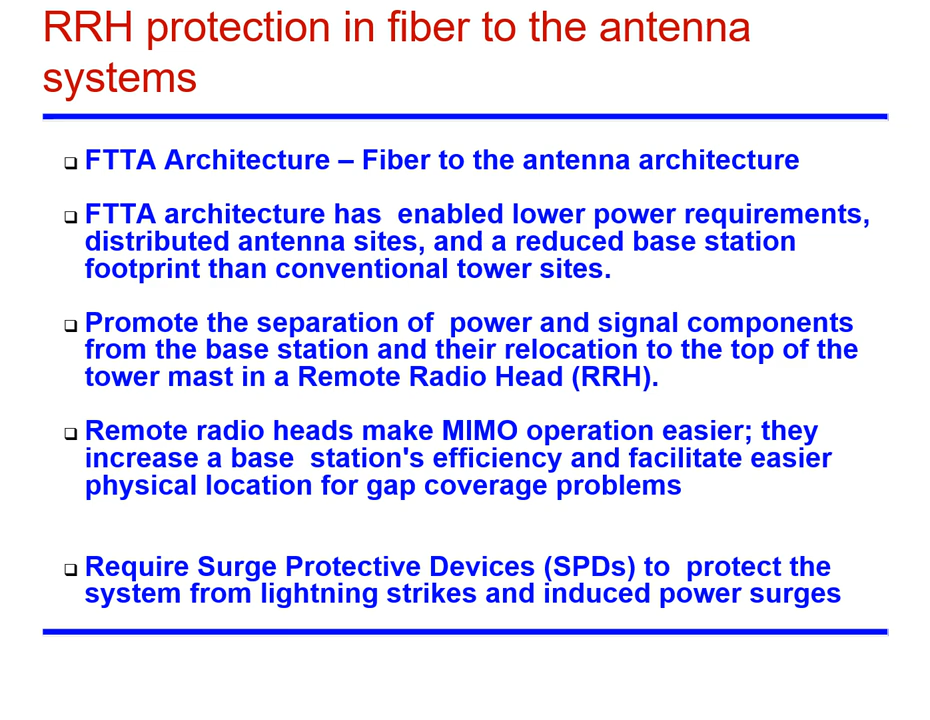 RRH protection in fiber to the antenna
systems
❑ FTTA Architecture – Fiber to the antenna architecture
❑ FTTA architecture has  enabled lower power requirements,
distributed antenna sites, and a reduced base station
footprint than conventional tower sites.
❑ Promote the separation of  power and signal components
from the base station and their relocation to the top of the
tower mast in a Remote Radio Head (RRH).
❑ Remote radio heads make MIMO operation easier; they
increase a base  station's efficiency and facilitate easier
physical location for gap coverage problems
❑ Require Surge Protective Devices (SPDs) to  protect the
system from lightning strikes and induced power surges